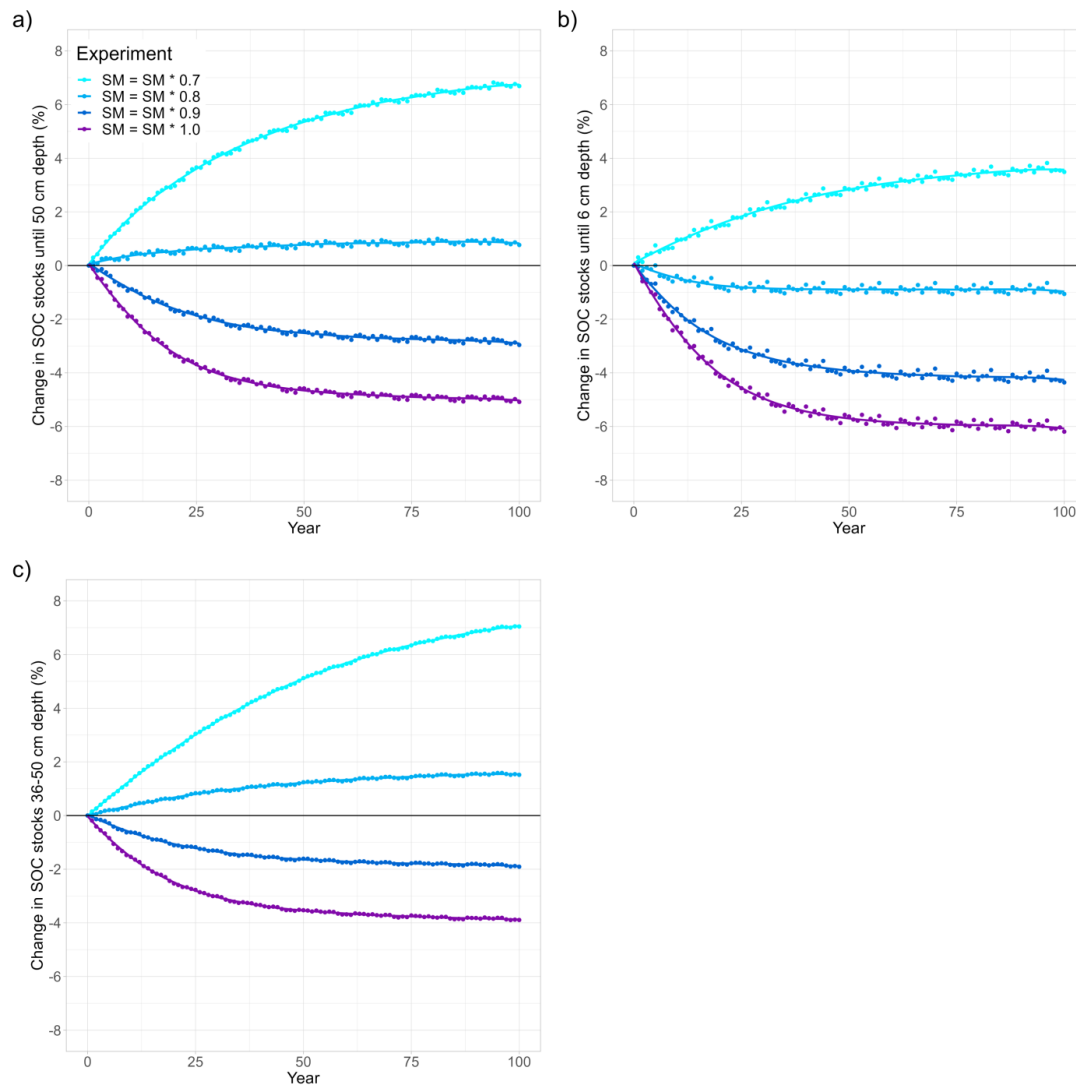 a)
Change in SOC stocks until 50 cm depth (%)
8
6
4
2
0
-2
-4
-6
-8
Experiment
SM = SM * 0.7
SM = SM * 0.8
SM = SM * 0.9
SM = SM * 1.0
0 25 50 75 100
Year
b)
Change in SOC stocks until 6 cm depth (%)
8
6
4
2
0
-2
-4
-6
-8
0 25 50 75 100
Year
c)
Change in SOC stocks 36-50 cm depth (%)
8
6
4
2
0
-2
-4
-6
-8
0 25 50 75 100
Year